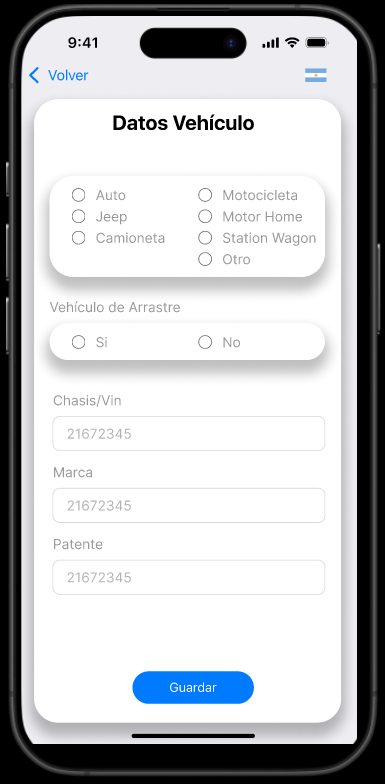 9:41
Volver
Datos Vehículo
Auto
Motocicleta
Jeep
Motor Home
Camioneta
Station Wagon
Otro
Vehículo de Arrastre
Si
No
Chasis/Vin
21672345
Marca
21672345
Patente
21672345
Guardar